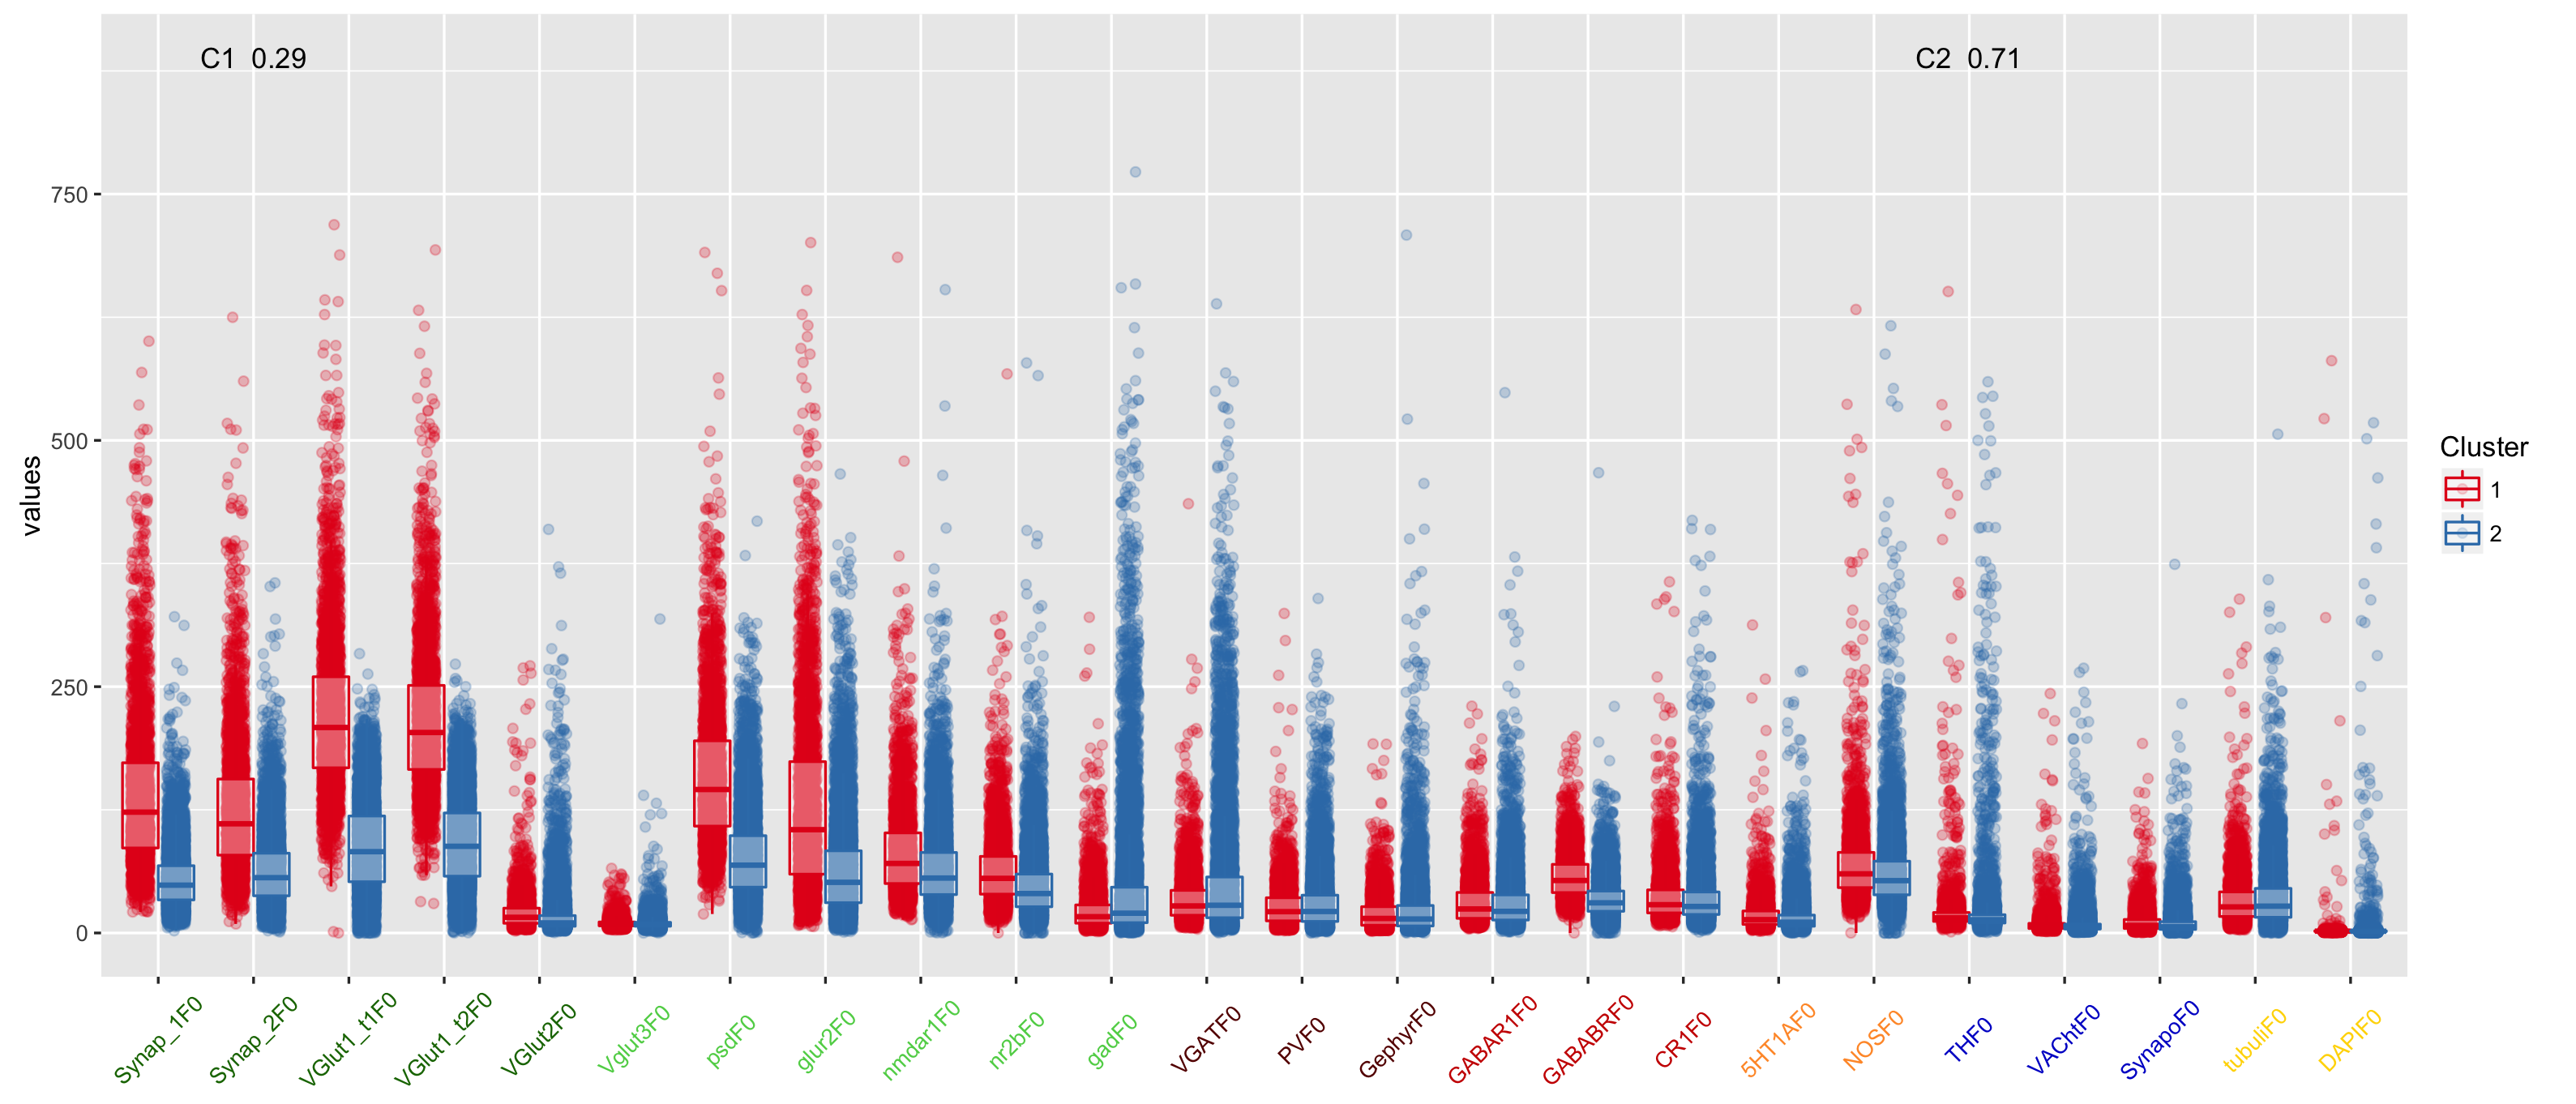 C1 0.29
C2 0.71
750
500
250
0
values
Cluster
1
2
Synap_1F0
Synap_2F0
VGlut1_t1F0
VGlut1_t2F0
VGlut2F0
Vglut3F0
psdF0
glur2F0
nmdar1F0
nr2bF0
gadF0
VGATF0
PVF0
GephyrF0
GABAR1F0
GABABRF0
CR1F0
5HT1AF0
NOSF0
THF0
VAChtF0
SynapoF0
tubuliF0
DAPIF0